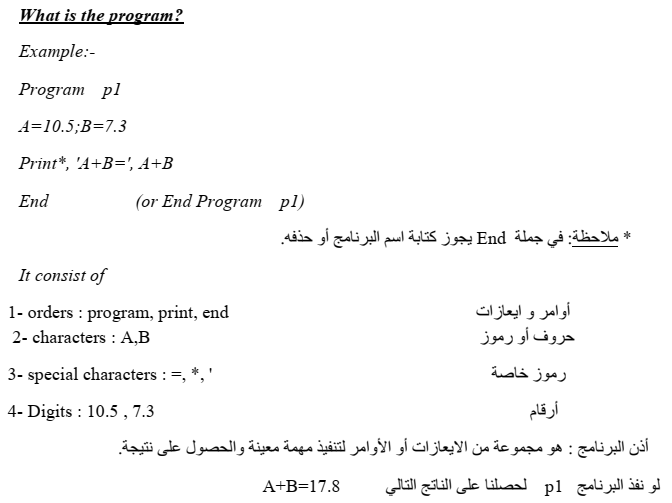 What is the program?
Example:-
Program p1
A=10.5;B=7.3
Print*, 'A+B=', A+B
End (or End Program p1)
* ملاحظة: في جملة End يجوز كتابة اسم البرنامج أو حذفه.
It consist of
1- orders : program, print, end أوامر و ايعازات
2- characters : A,B حروف أو رموز
3- special characters : =, *, ' رموز خاصة
4- Digits : 10.5 , 7.3 أرقام
أذن البرنامج : هو مجموعة من الايعازات أو الأوامر لتنفيذ مهمة معينة والحصول على نتيجة.
لو نفذ البرنامج p1 لحصلنا على الناتج التالي A+B=17.8